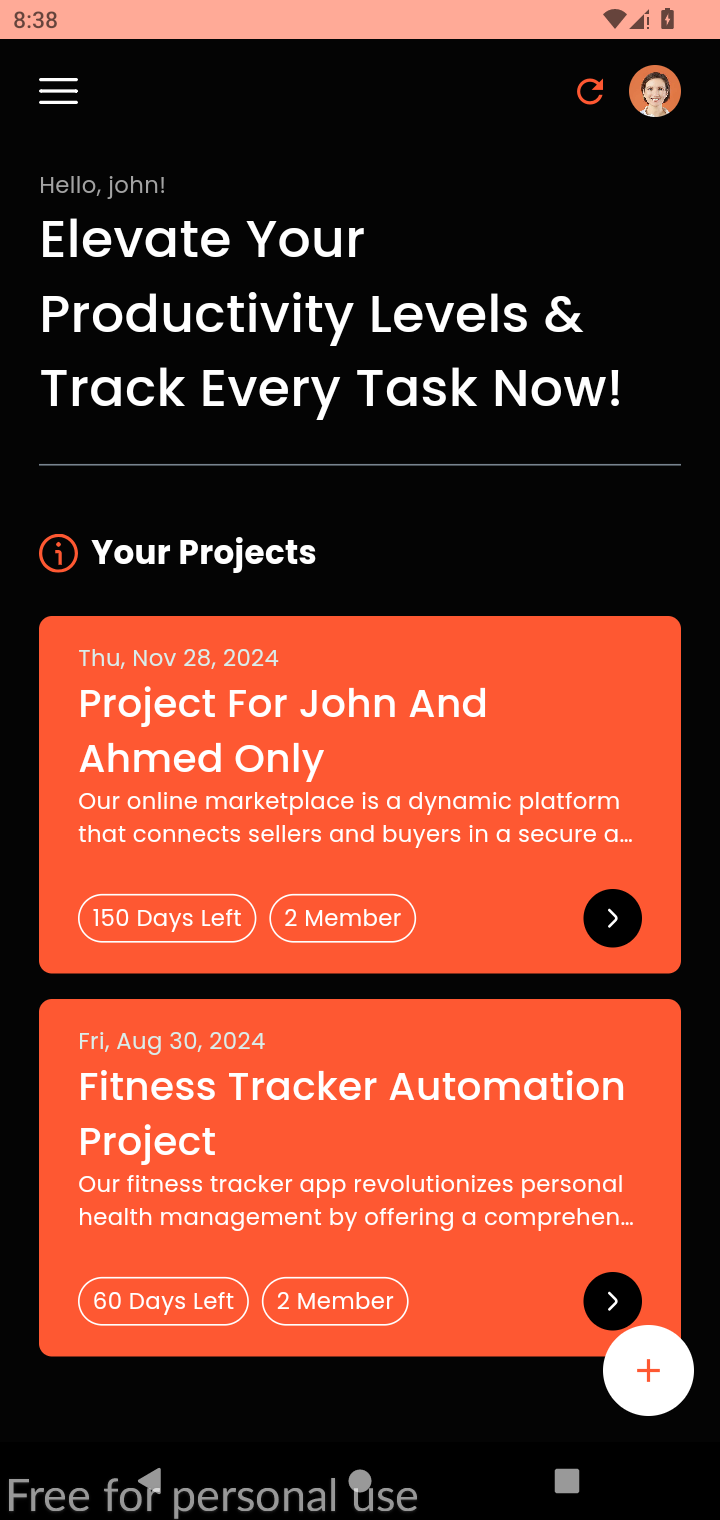 8:38
Hello, john!
Elevate Your
Productivity Levels &
Track Every Task Now!
Your Projects
Thu, Nov 28, 2024
Project For John And
Ahmed Only
Our online marketplace is a dynamic platform
that connects sellers and buyers in a secure a…
150 Days Left
2 Member
Fri, Aug 30, 2024
Fitness Tracker Automation
Project
Our fitness tracker app revolutionizes personal
health management by offering a comprehen…
60 Days Left
2 Member
Free for personal use